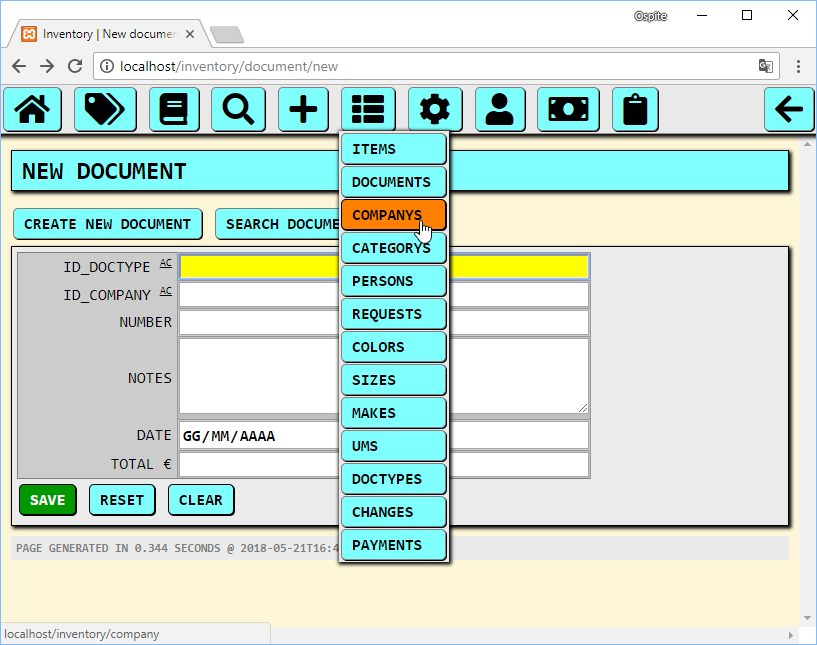 Ospite
Inventory | New documen
localhost/inventory/document/new
ITEMS
NEW DOCUMENT
DOCUMENTS
COMPANYS
CREATE NEW DOCUMENT
SEARCH DOCUME
CATEGORYS
ID_DOCTYPE AC
PERSONS
ID_COMPANY AC
REQUESTS
NUMBER
COLORS
NOTES
SIZES
MAKES
DATE GG/MM/AAAA
UMS
TOTAL €
DOCTYPES
SAVE RESET CLEAR
CHANGES
PAYMENTS
PAGE GENERATED IN 0.344 SECONDS @ 2018-05-21T16:4
localhost/inventory/company